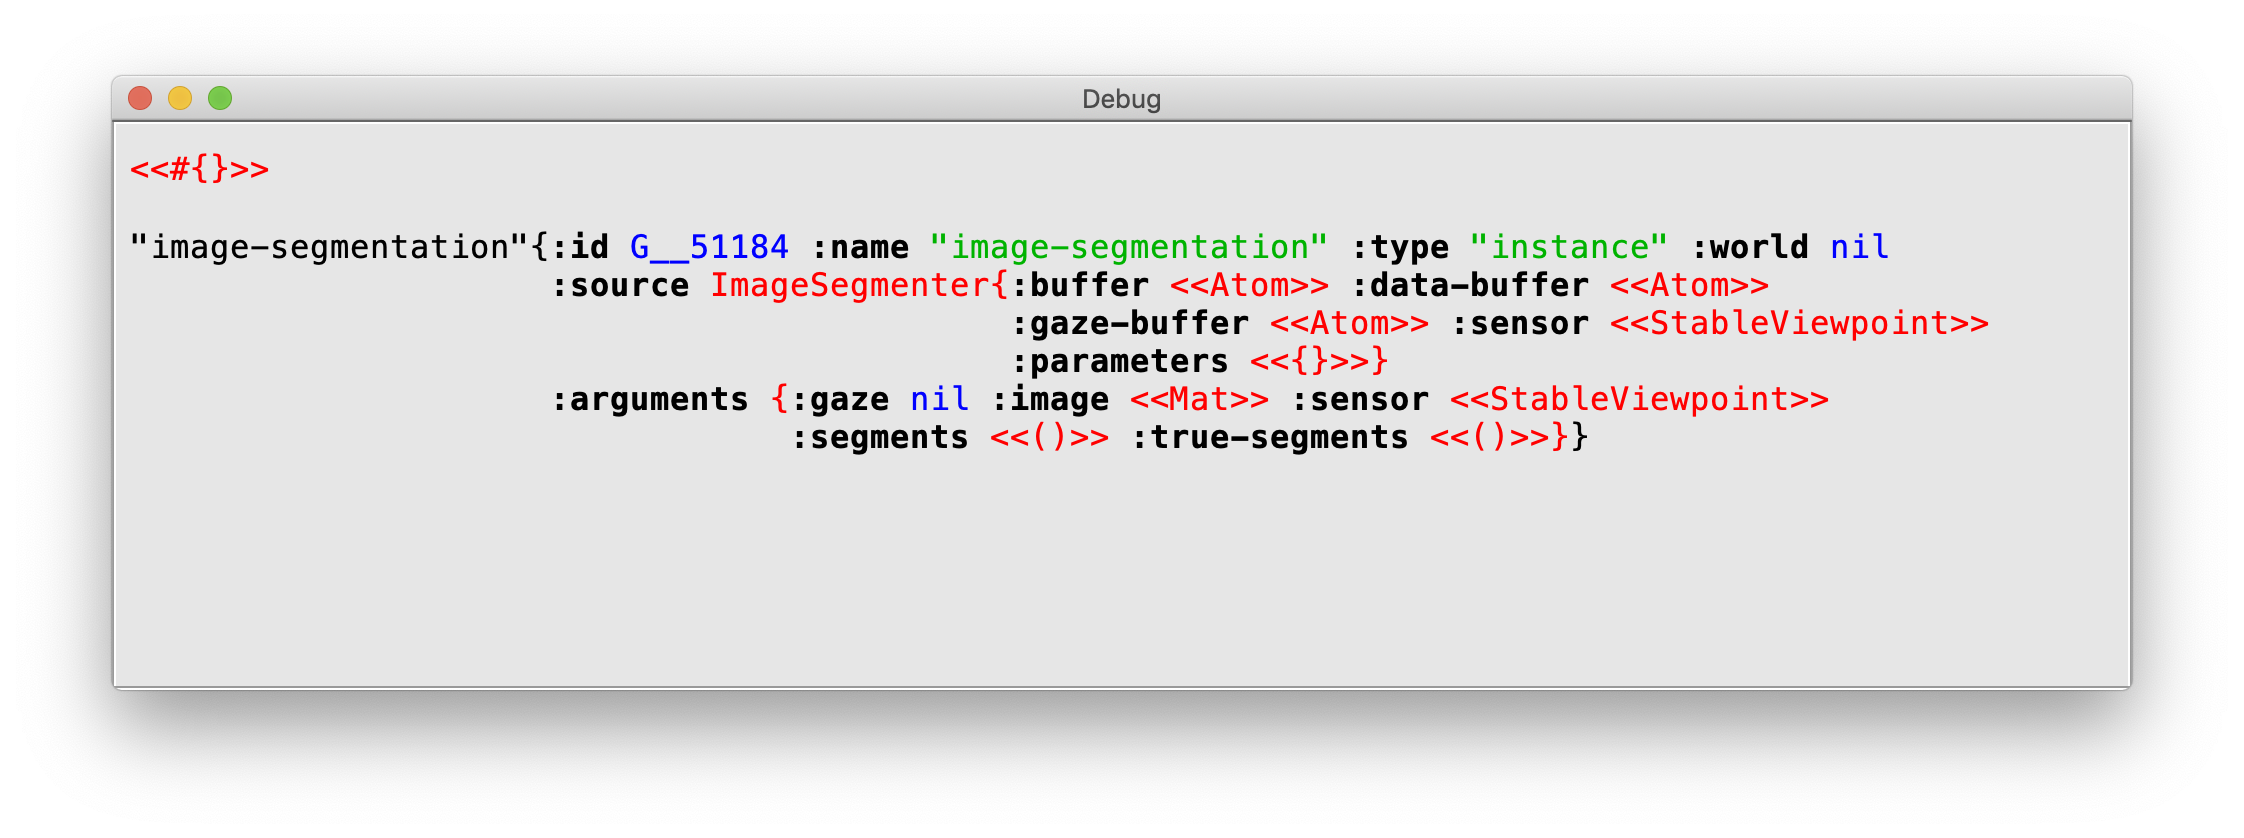 Debug
<<#{}>>
"image-segmentation"{:id G__51184 :name "image-segmentation" :type "instance" :world nil
:source ImageSegmenter{:buffer <<Atom>> :data-buffer <<Atom>>
:gaze-buffer <<Atom>> :sensor <<StableViewpoint>>
:parameters <<{}>>}
:arguments {:gaze nil :image <<Mat>> :sensor <<StableViewpoint>>
:segments <<()>> :true-segments <<()>>}}